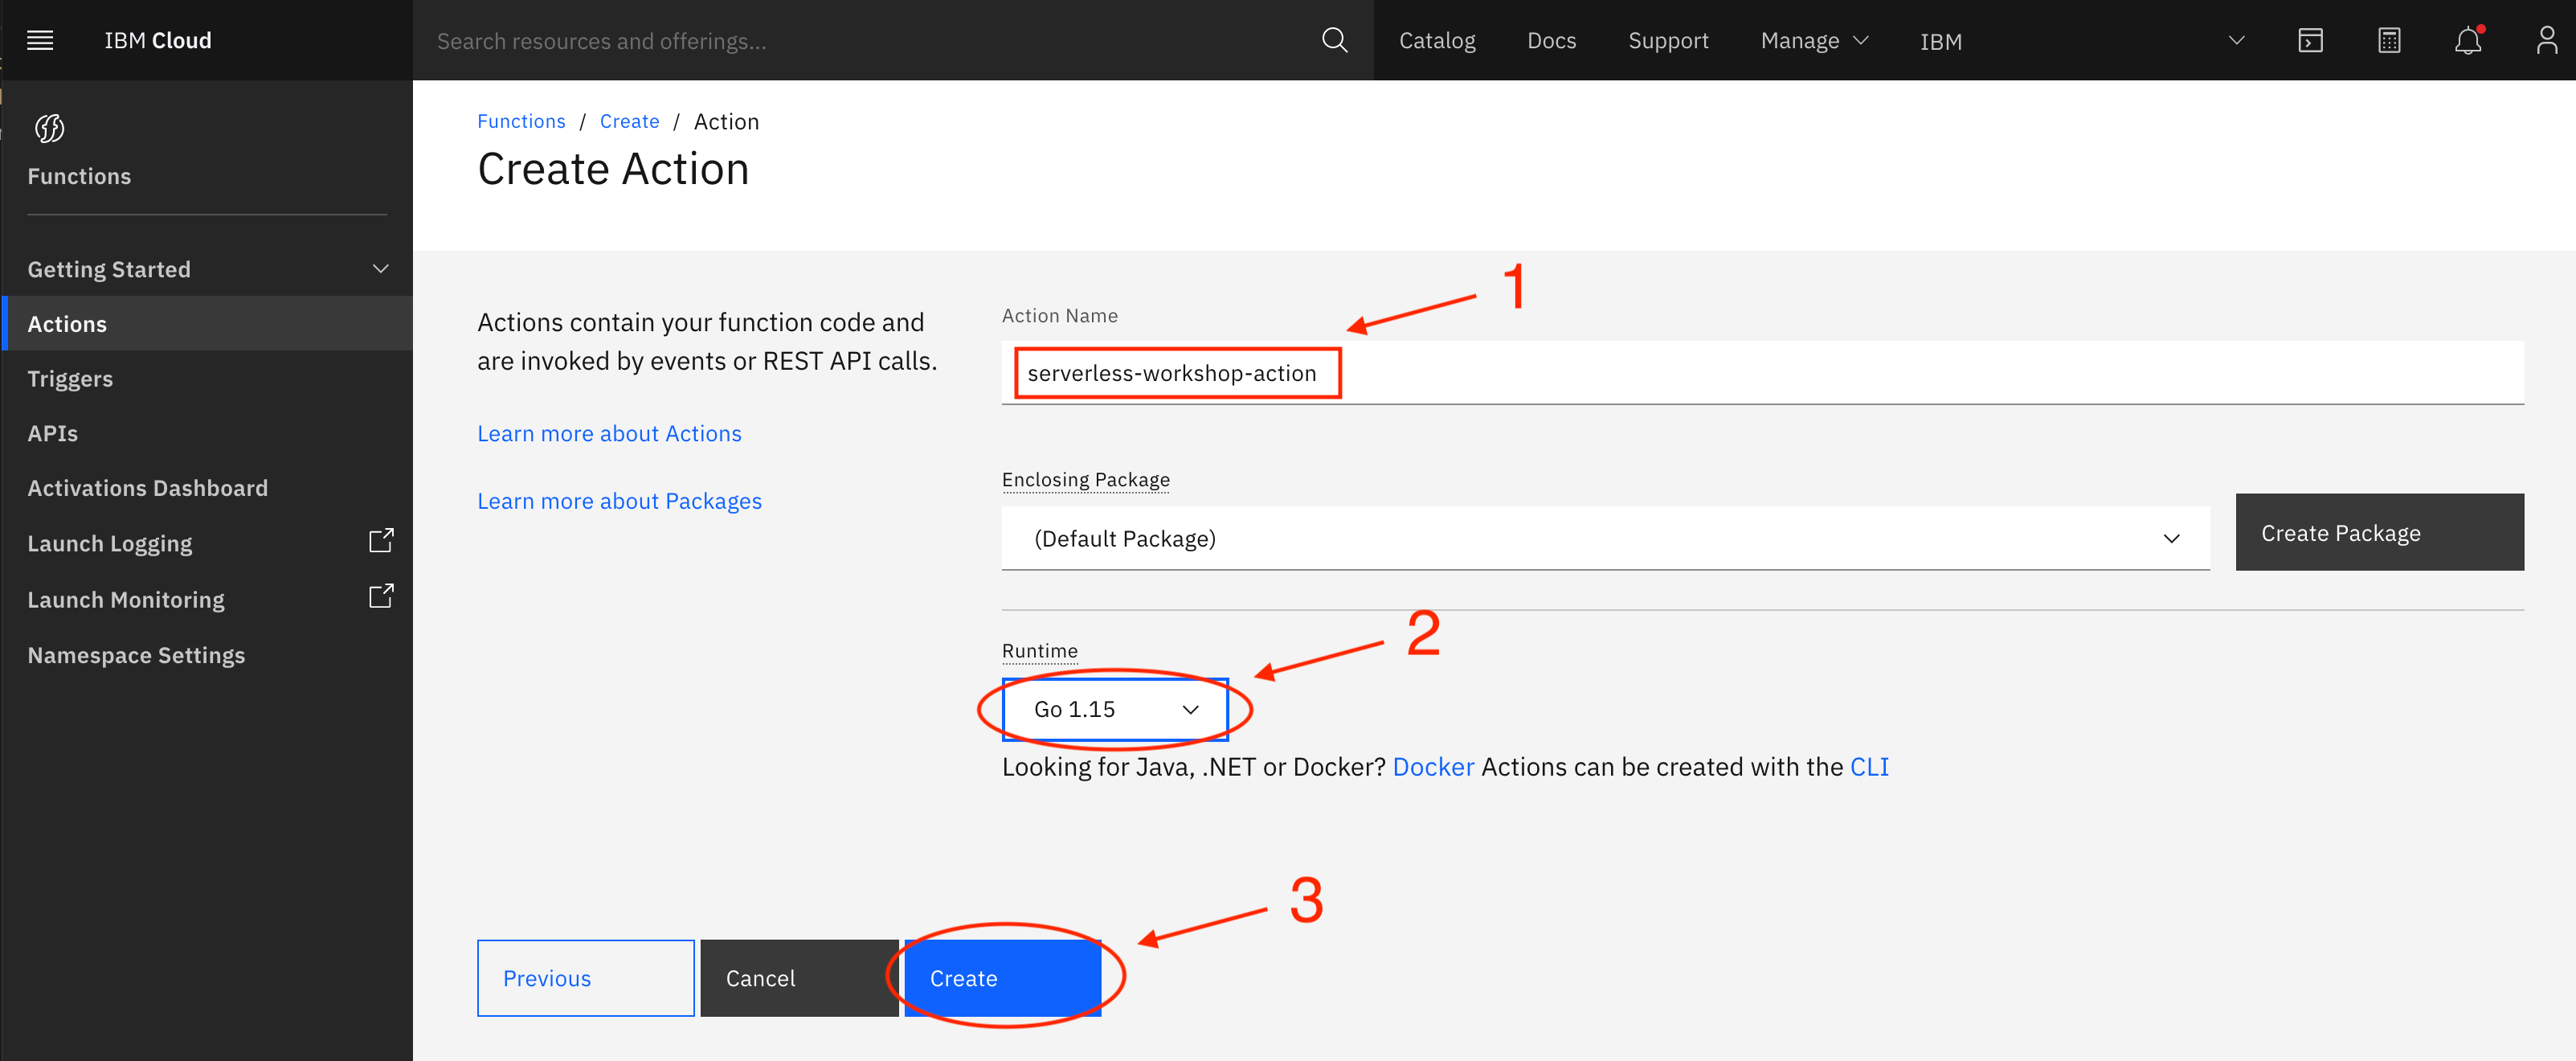 IBM Cloud
Search resources and offerings...
Catalog
Docs
Support
Manage
IBM
Functions
Getting Started
Actions
Triggers
APIs
Activations Dashboard
Launch Logging
Launch Monitoring
Namespace Settings
Functions / Create / Action
Create Action
Actions contain your function code and
are invoked by events or REST API calls.
Learn more about Actions
Learn more about Packages
1
Action Name
serverless-workshop-action
Enclosing Package
(Default Package)
Create Package
2
Runtime
Go 1.15
Looking for Java, .NET or Docker? Docker Actions can be created with the CLI
3
Previous
Cancel
Create